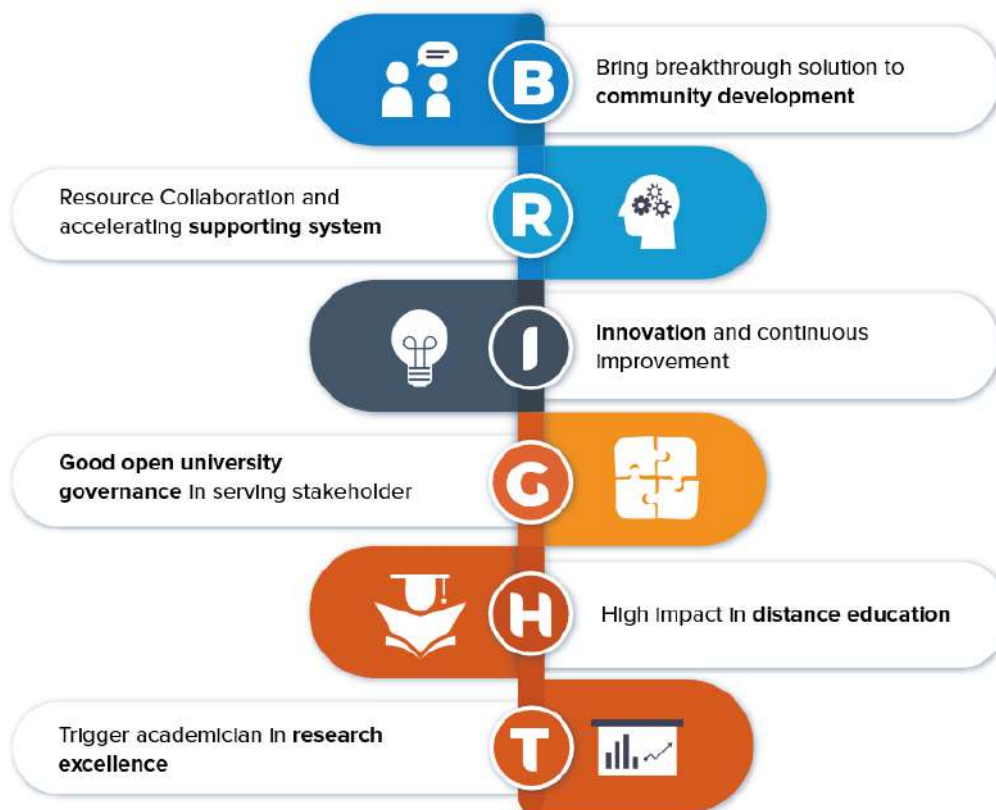 B
Bring breakthrough solution to
community development
Resource Collaboration and
accelerating supporting system
R
I
Innovation and continuous
Improvement
Good open university
governance in serving stakeholder
G
H
High Impact in distance education
Trigger academician in research
excellence
T